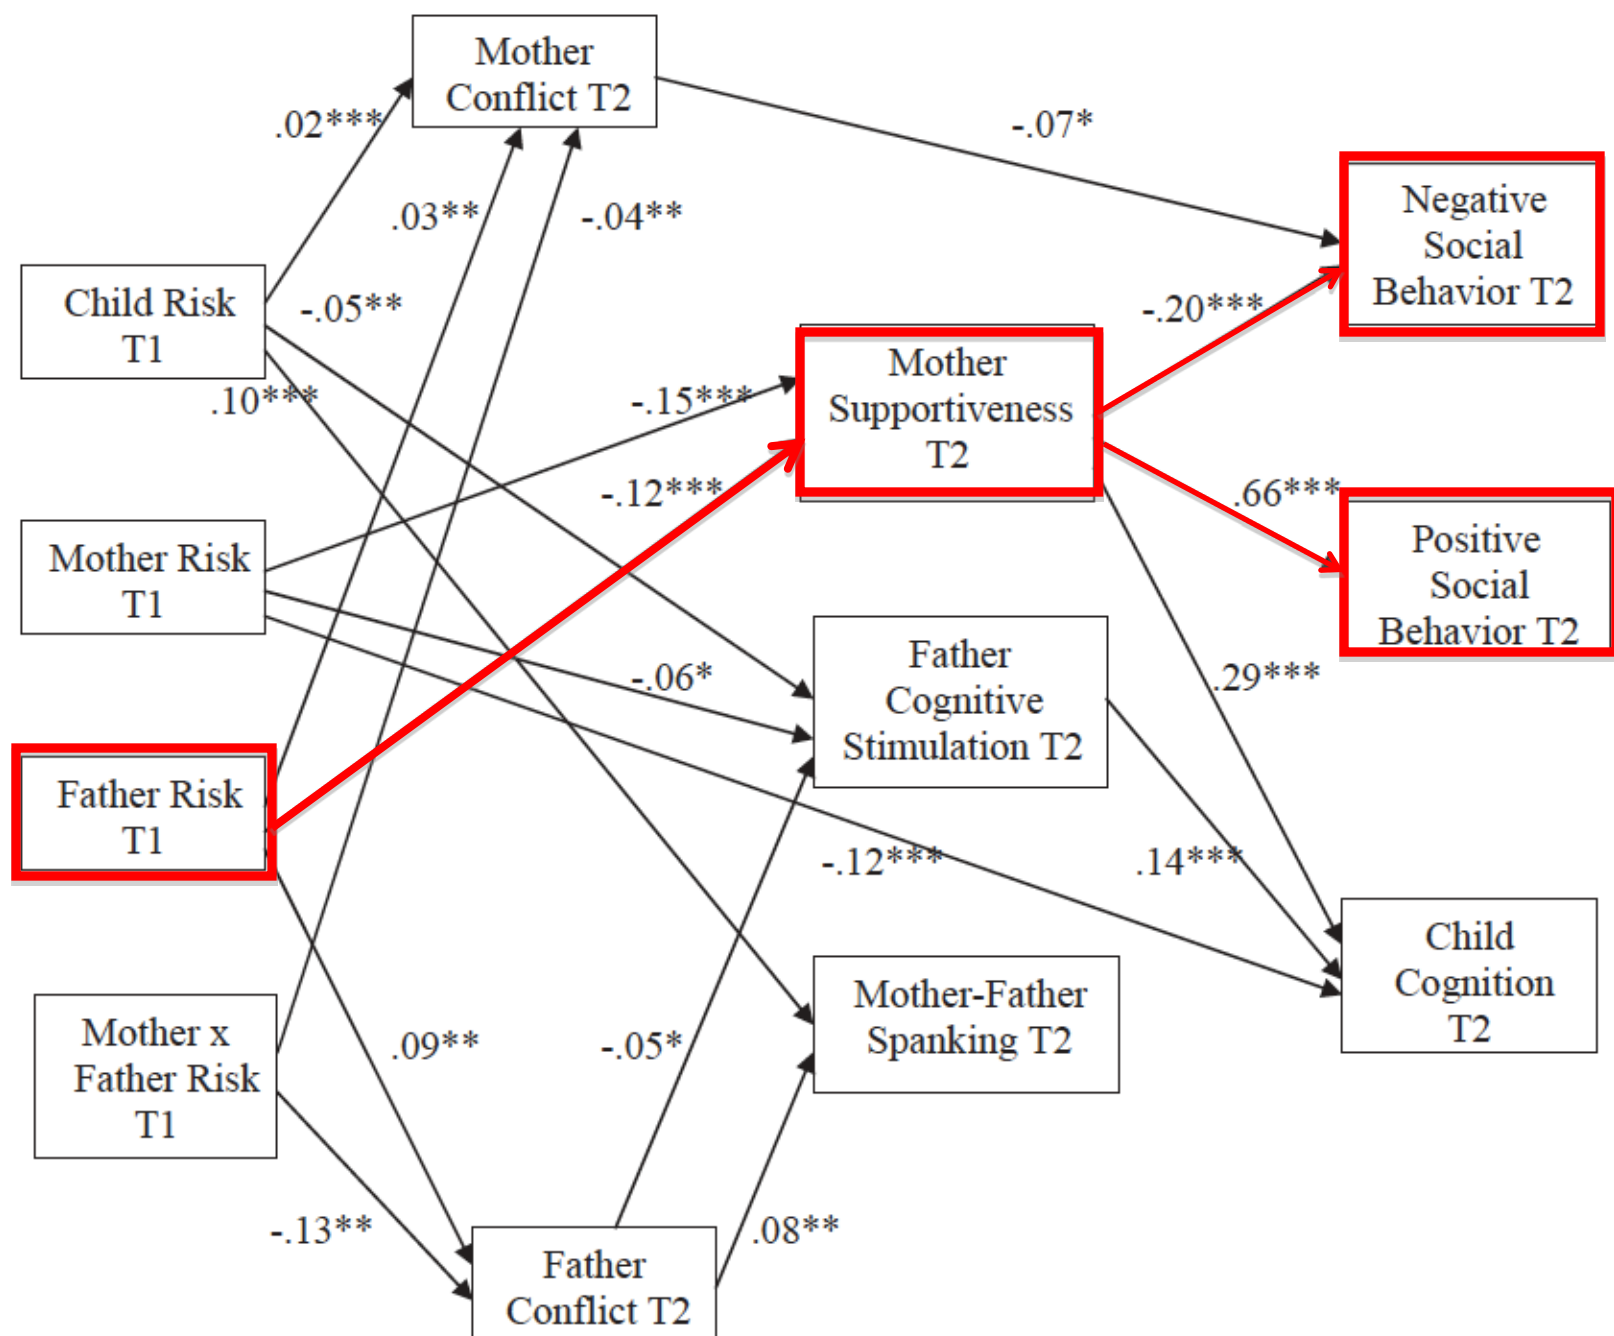 Mother
Conflict T2
.02***
-.07*
Negative
Social
Behavior T2
.03**
-.04**
Child Risk
T1
-.05**
-.20***
Mother
Supportiveness
T2
.10***
-.15***
-.12***
.66***
Positive
Social
Behavior T2
Mother Risk
T1
-.06*
Father
Cognitive
Stimulation T2
.29***
Father Risk
T1
-.12***
.14***
Child
Cognition
T2
Mother-Father
Spanking T2
Mother x
Father Risk
T1
.09**
-.05*
-.13**
.08**
Father
Conflict T2